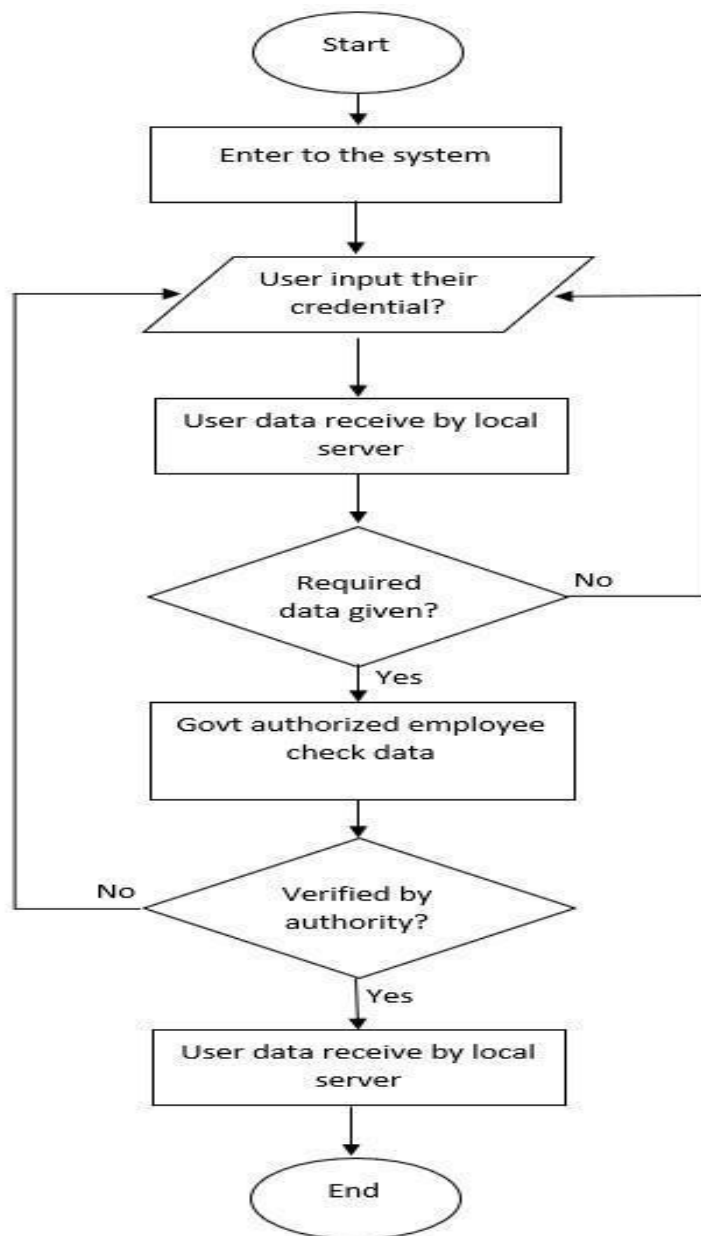 Start
Enter to the system
User input their
credential?
User data receive by local
server
Required
data given?
No
Yes
Govt authorized employee
check data
No
Verified by
authority?
Yes
User data receive by local
server
End